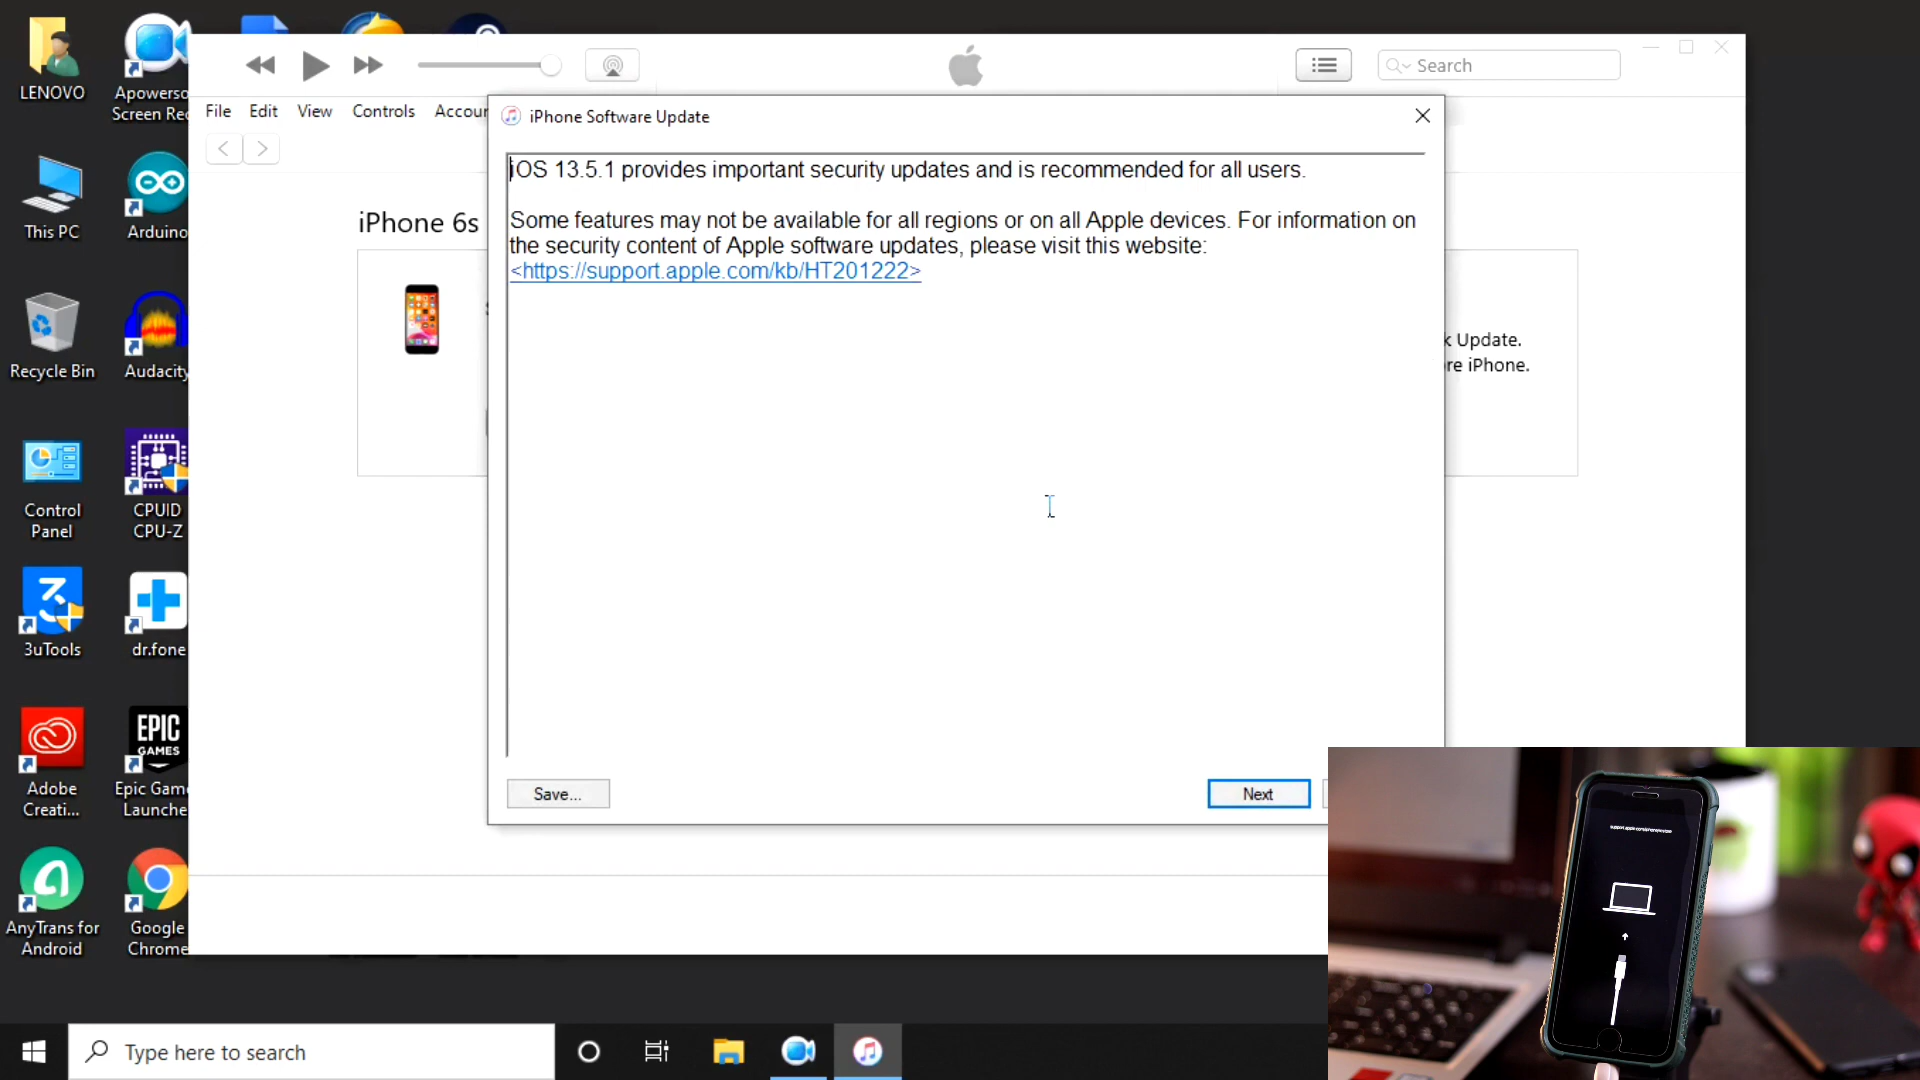 LENOVO
Apowerso
Screen Rec
This PC
Arduino
Recycle Bin
Audacity
Control
Panel
CPUID
CPU-Z
3uTools
dr.fone
Adobe
Creati...
EPIC
GAMES
Epic Game
Launche
AnyTrans for
Android
Google
Chrome
Search
File Edit View Controls Accoun
iPhone Software Update
iPhone 6s
iOS 13.5.1 provides important security updates and is recommended for all users.
Some features may not be available for all regions or on all Apple devices. For information on
the security content of Apple software updates, please visit this website:
<https://support.apple.com/kb/HT201222>
k Update.
re iPhone.
Save...
Next
Type here to search